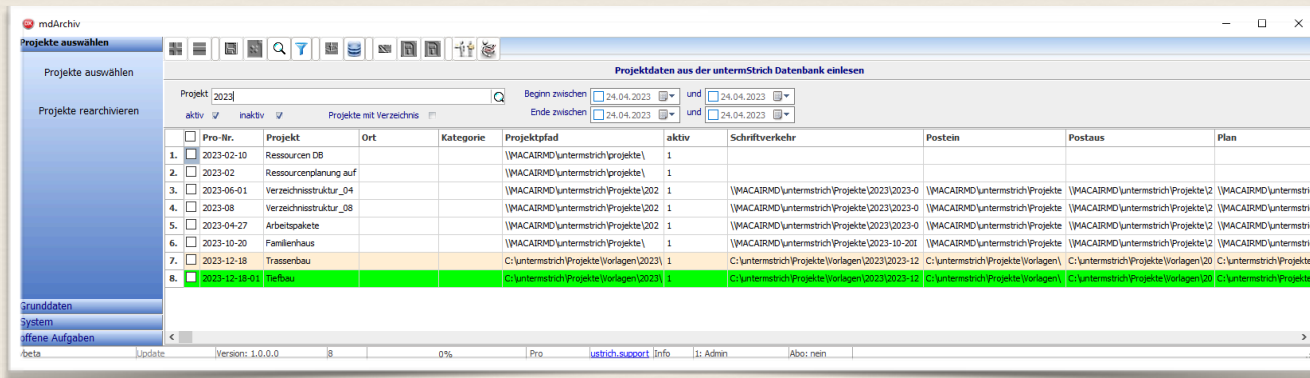 mdArchiv
Projekte auswählen
Projekte auswählen
Projekte rearchivieren
Grunddaten
System
offene Aufgaben
Projektdaten aus der untermStrich Datenbank einlesen
Projekt 2023 Beginn zwischen 24.04.2023 und 24.04.2023
aktiv inaktiv Projekte mit Verzeichnis Ende zwischen 24.04.2023 und 24.04.2023
Pro-Nr. Projekt Ort Kategorie Projektpfad aktiv Schriftverkehr Postein Postaus Plan
1. 2023-02-10 Ressourcen DB \\MACAIRMD\untermstrich\projekte\ 1
2. 2023-02 Ressourcenplanung auf \\MACAIRMD\untermstrich\projekte\ 1
3. 2023-06-01 Verzeichnisstruktur_04 \\MACAIRMD\untermstrich\Projekte\202 1 \\MACAIRMD\untermstrich\Projekte\2023\2023-0 \\MACAIRMD\untermstrich\Projekte \\MACAIRMD\untermstrich\Projekte\2 \\MACAIRMD\untermstri
4. 2023-08 Verzeichnisstruktur_08 \\MACAIRMD\untermstrich\Projekte\202 1 \\MACAIRMD\untermstrich\Projekte\2023\2023-0 \\MACAIRMD\untermstrich\Projekte \\MACAIRMD\untermstrich\Projekte\2 \\MACAIRMD\untermstri
5. 2023-04-27 Arbeitspakete \\MACAIRMD\untermstrich\Projekte\202 1 \\MACAIRMD\untermstrich\Projekte\2023\2023-0 \\MACAIRMD\untermstrich\Projekte \\MACAIRMD\untermstrich\Projekte\2 \\MACAIRMD\untermstri
6. 2023-10-20 Familienhaus \\MACAIRMD\untermstrich\Projekte\ 1 \\MACAIRMD\untermstrich\Projekte\2023-10-20I \\MACAIRMD\untermstrich\Projekte \\MACAIRMD\untermstrich\Projekte\2 \\MACAIRMD\untermstri
7. 2023-12-18 Trassenbau C:\untermstrich\Projekte\Vorlagen\2023\ 1 C:\untermstrich\Projekte\Vorlagen\2023\2023-12 C:\untermstrich\Projekte\Vorlagen\ C:\untermstrich\Projekte\Vorlagen\20 C:\untermstrich\Projekte
8. 2023-12-18-01 Tiefbau C:\untermstrich\Projekte\Vorlagen\2023\ 1 C:\untermstrich\Projekte\Vorlagen\2023\2023-12 C:\untermstrich\Projekte\Vorlagen\ C:\untermstrich\Projekte\Vorlagen\20 C:\untermstrich\Projekte
/beta Update Version: 1.0.0.0 8 0% Pro ustrich.support Info 1: Admin Abo: nein